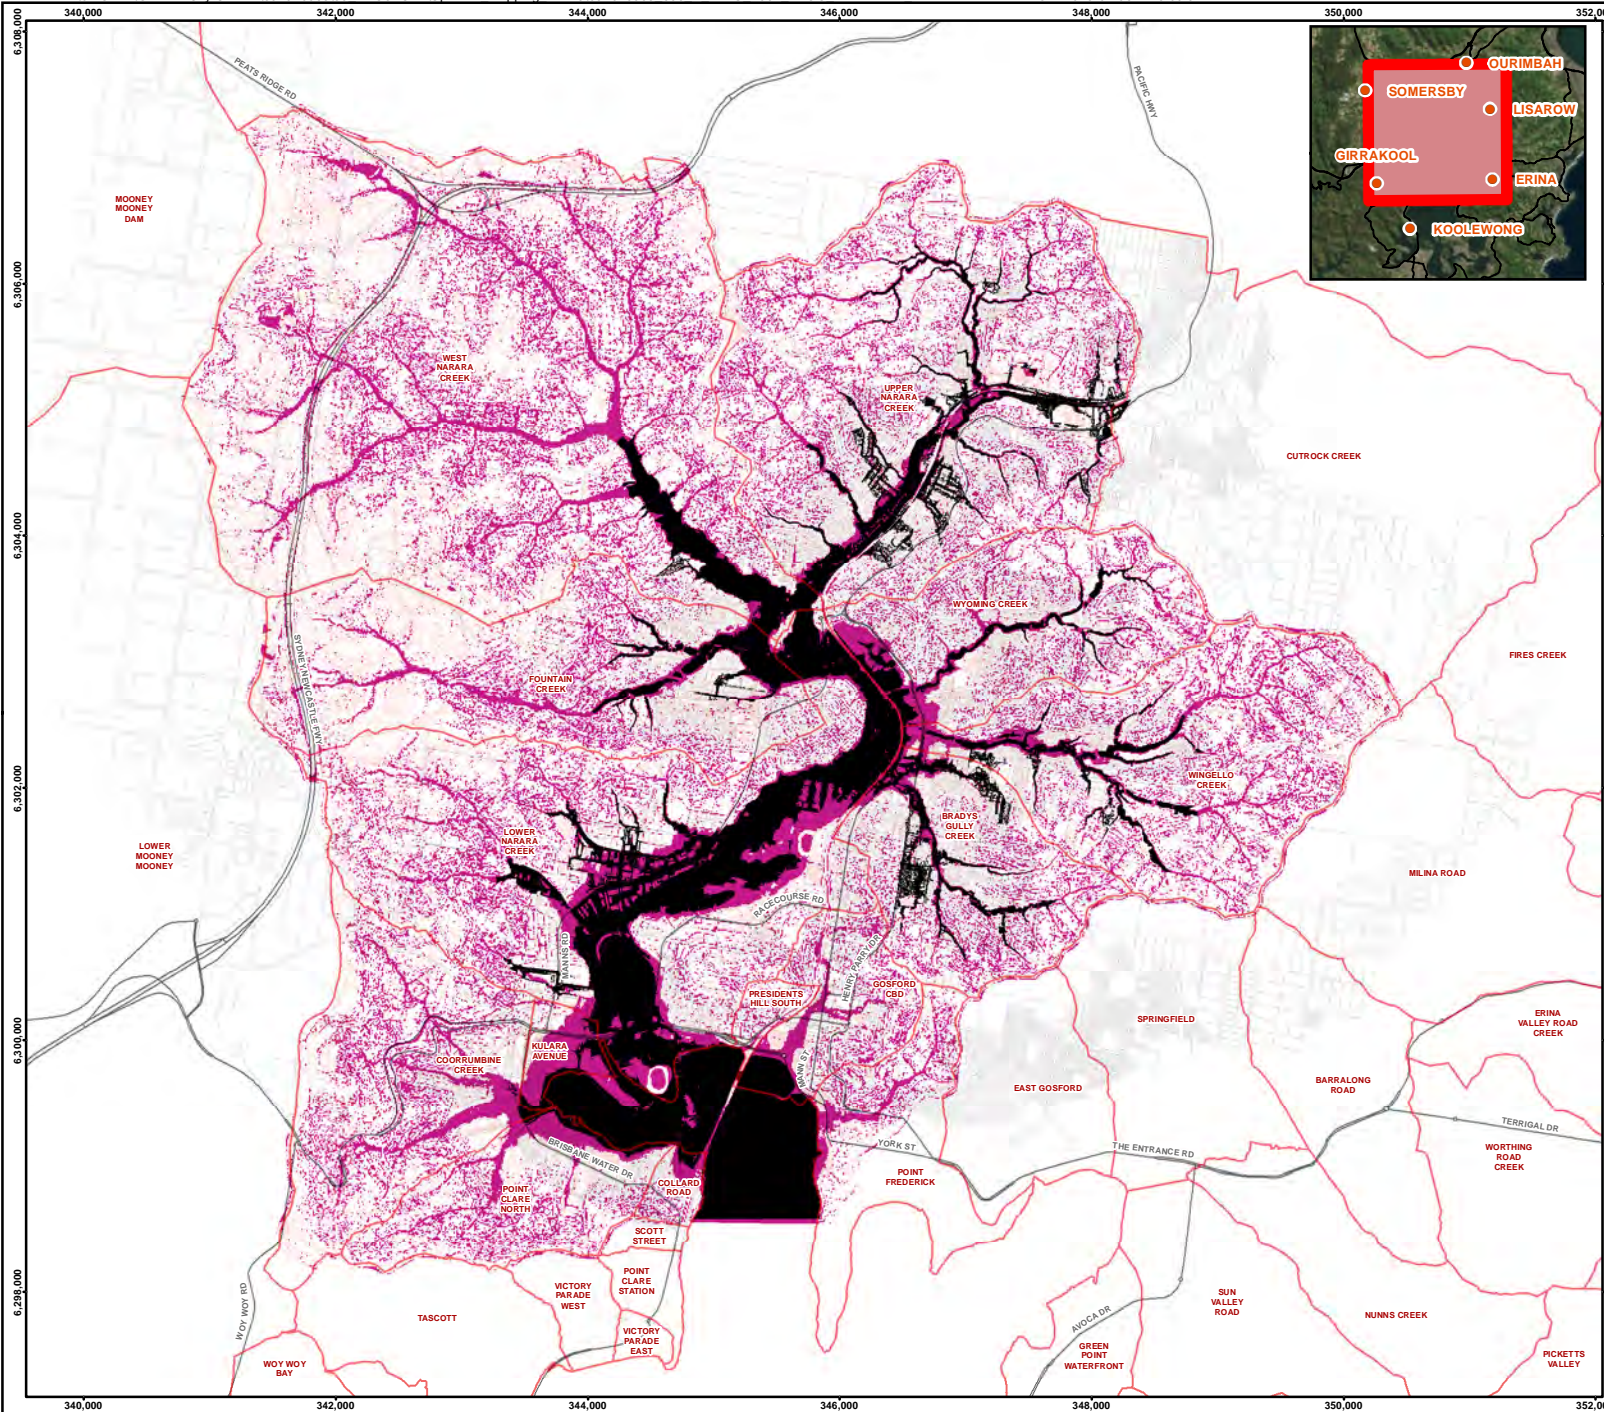 340,000
342,000
344,000
346,000
348,000
350,000
352,0
6,308,000
6,306,000
6,304,000
6,302,000
6,300,000
6,298,000
PEATS RIDGE RD
PACIFIC HWY
OURIMBAH
SOMERSBY
LISAROW
GIRRAKOOL
ERINA
KOOLEWONG
MOONEY
MOONEY
DAM
WEST
NARARA
CREEK
UPPER
NARARA
CREEK
CUTROCK CREEK
WYOMING CREEK
FIRES CREEK
SYDNEY NEWCASTLE FWY
FOUNTAIN
CREEK
WINGELLO
CREEK
BRADYS
GULLY
CREEK
LOWER
NARARA
CREEK
LOWER
MOONEY
MOONEY
MILINA ROAD
RACECOURSE RD
MANNS RD
HENRY PARRY DR
GOSFORD
CBD
PRESIDENTS
HILL SOUTH
SPRINGFIELD
ERINA
VALLEY ROAD
CREEK
KULARA
AVENUE
COORRUMBINE
CREEK
MANN ST
EAST GOSFORD
BARRALONG
ROAD
TERRIGAL DR
YORK ST
THE ENTRANCE RD
WORTHING
ROAD
CREEK
BRISBANE WATER DR
POINT
FREDERICK
COLLARD
ROAD
POINT
CLARE
NORTH
SCOTT
STREET
POINT
CLARE
STATION
VICTORY
PARADE
WEST
WOY WOY RD
TASCOTT
SUN
VALLEY
ROAD
NUNNS CREEK
AVOCA DR
VICTORY
PARADE
EAST
GREEN
POINT
WATERFRONT
PICKETTS
VALLEY
WOY WOY
BAY
340,000
342,000
344,000
346,000
348,000
350,000
352,0